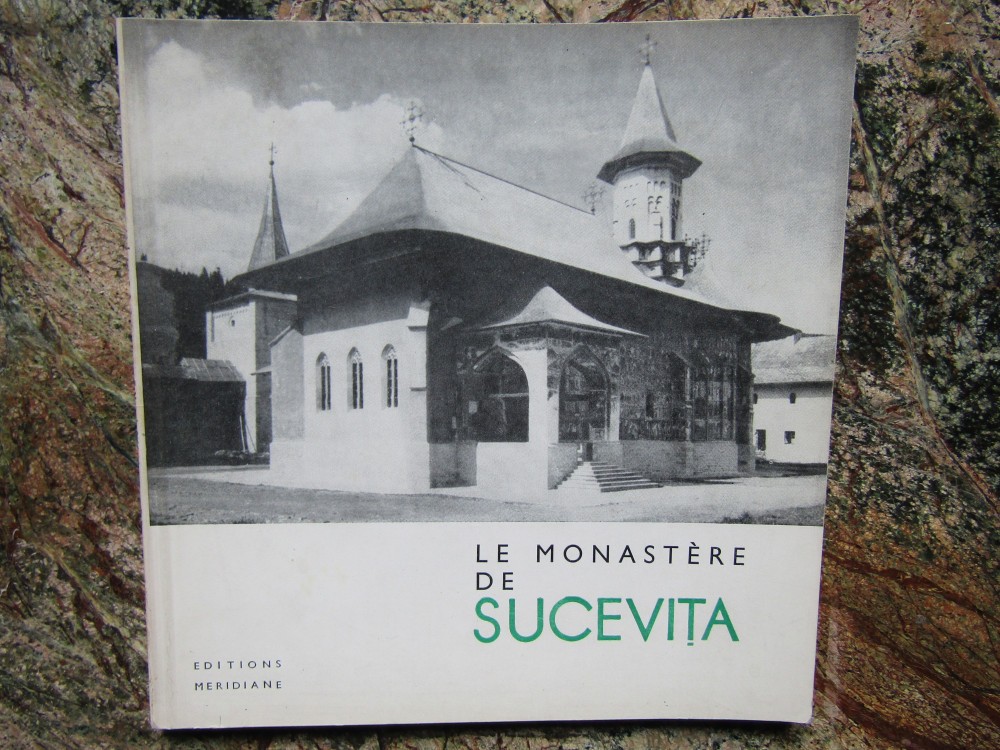 LE MONASTÈRE
DE
SUCEVIȚA
EDITIONS
MERIDIANE